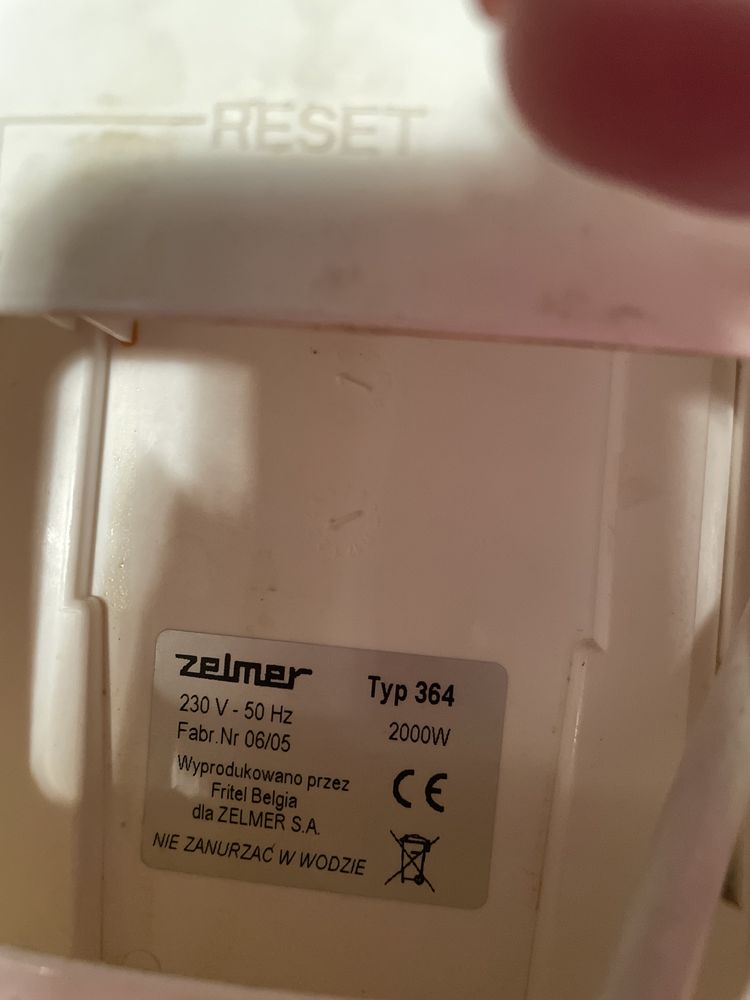 RESET
zelmer
Typ 364
230 V - 50 Hz
2000W
Fabr.Nr 06/05
Wyprodukowano przez
Fritel Belgia
dla ZELMER S.A.
CE
NIE ZANURZAĆ W WODZIE